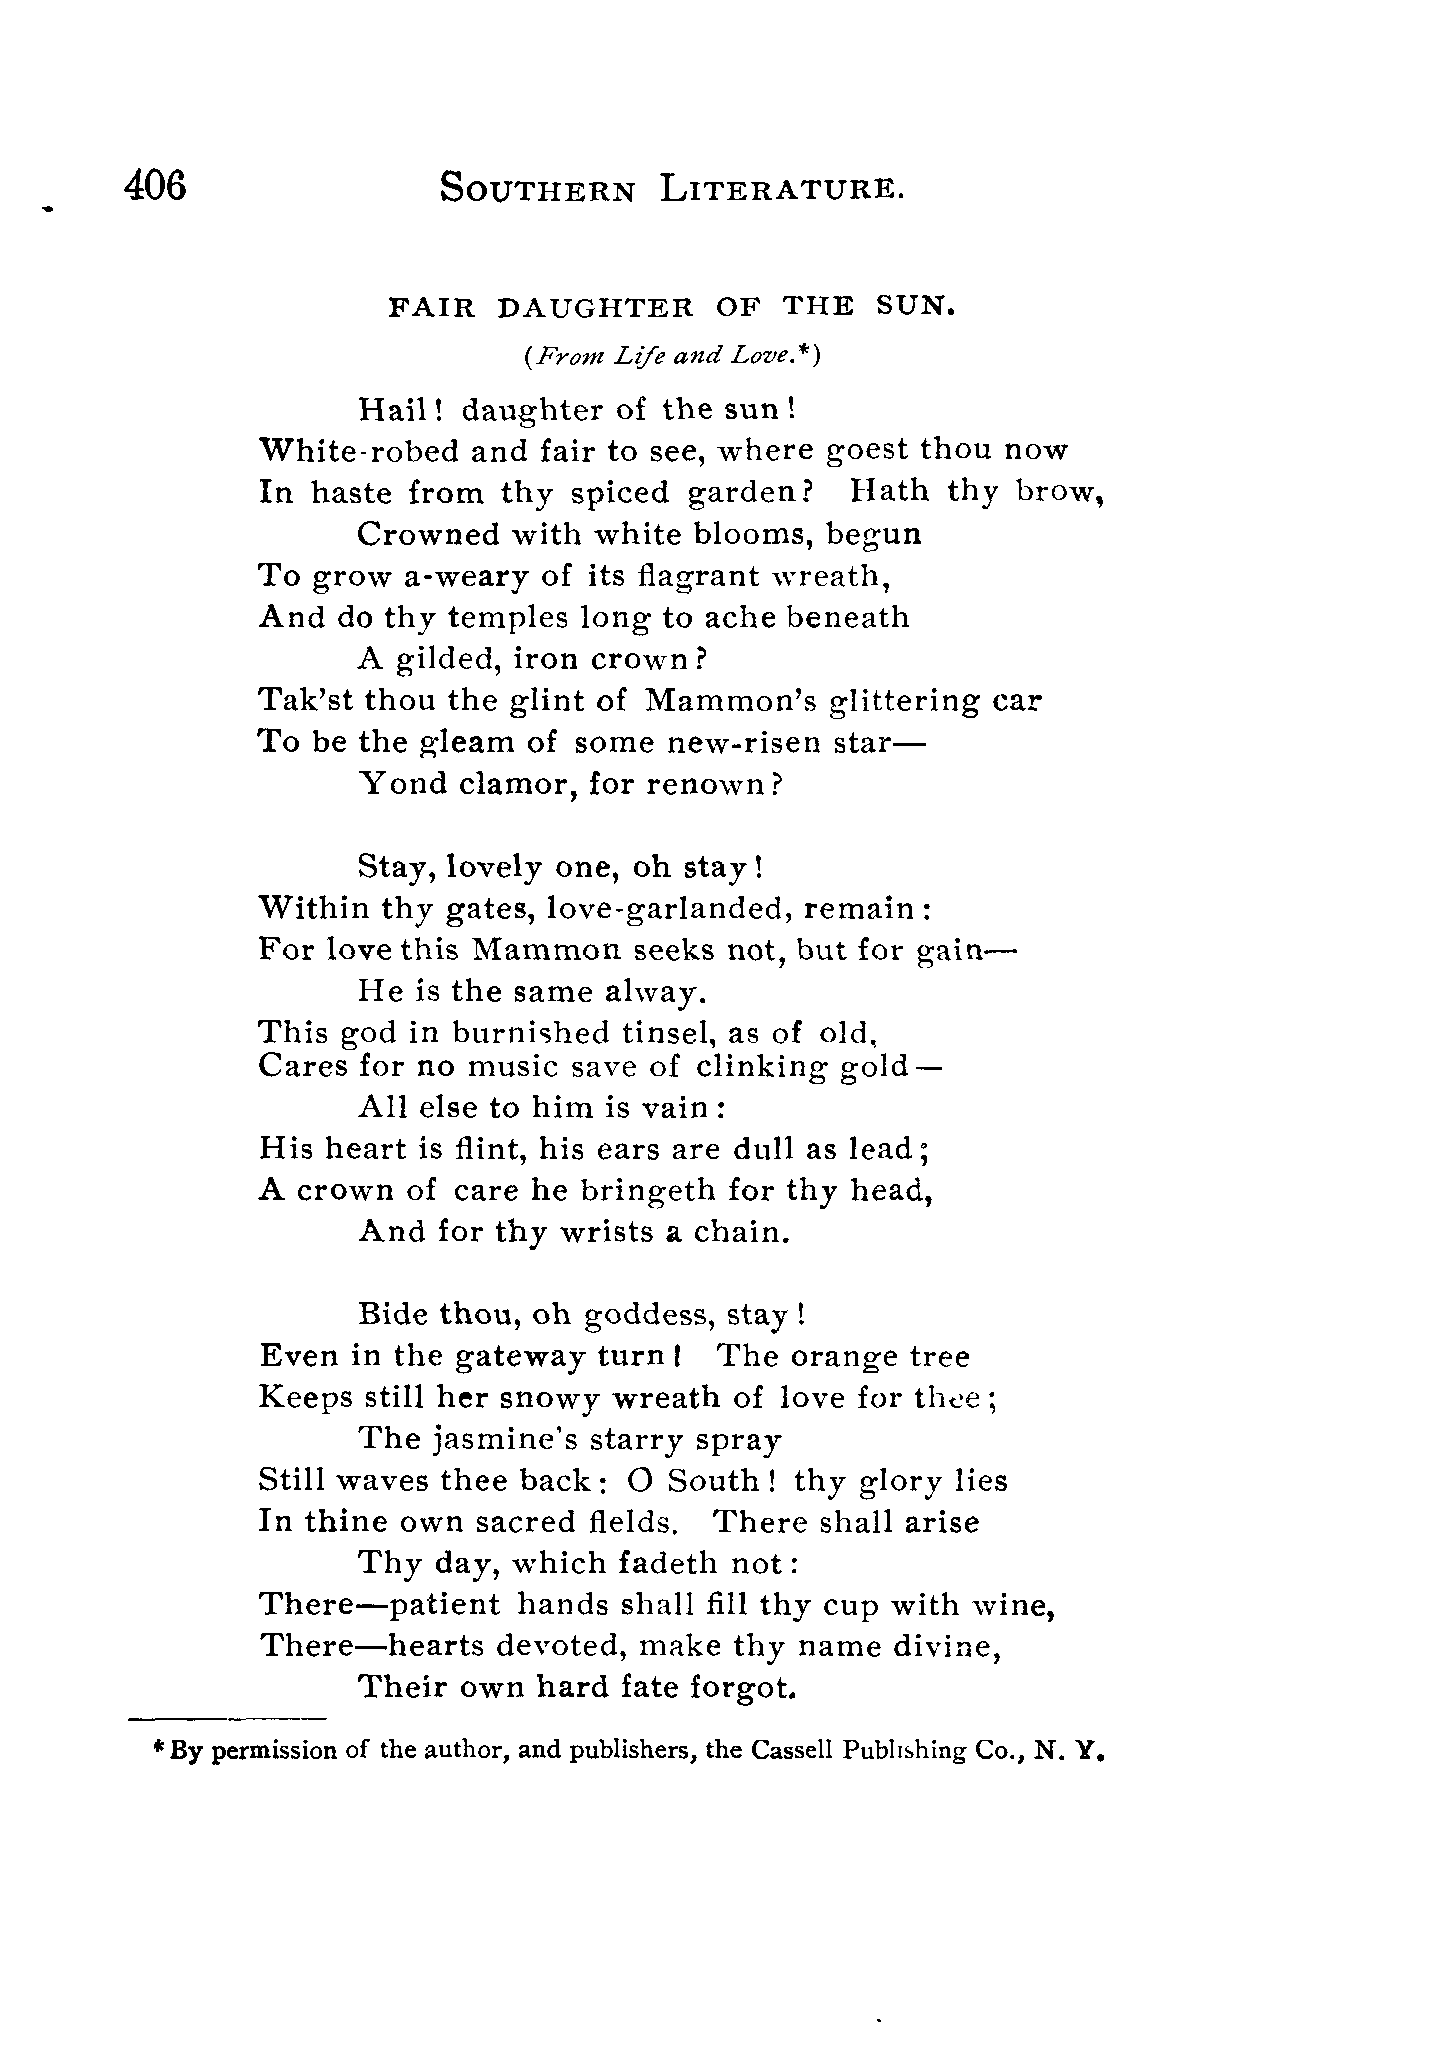 406 SOUTHERN LITERATURE.
FAIR DAUGHTER OF THE SUN.
(From Life and Love.*)
Hail! daughter of the sun!
White-robed and fair to see, where goest thou now
In haste from thy spiced garden? Hath thy brow,
Crowned with white blooms, begun
To grow a-weary of its flagrant wreath,
And do thy temples long to ache beneath
A gilded, iron crown?
Tak'st thou the glint of Mammon's glittering car
To be the gleam of some new-risen star—
Yond clamor, for renown?
Stay, lovely one, oh stay!
Within thy gates, love-garlanded, remain:
For love this Mammon seeks not, but for gain—
He is the same alway.
This god in burnished tinsel, as of old,
Cares for no music save of clinking gold—
All else to him is vain:
His heart is flint, his ears are dull as lead;
A crown of care he bringeth for thy head,
And for thy wrists a chain.
Bide thou, oh goddess, stay!
Even in the gateway turn! The orange tree
Keeps still her snowy wreath of love for thee;
The jasmine's starry spray
Still waves thee back: O South! thy glory lies
In thine own sacred fields. There shall arise
Thy day, which fadeth not:
There—patient hands shall fill thy cup with wine,
There—hearts devoted, make thy name divine,
Their own hard fate forgot.
*By permission of the author, and publishers, the Cassell Publishing Co., N. Y.